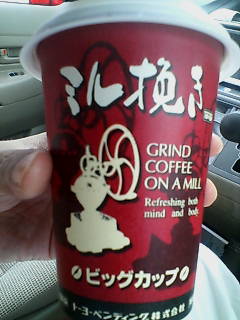 ミル挽き
GRIND
COFFEE
ON A MILL
Refreshing both
mind and body.
ビッグカップ
トーヨーベンディング株式会社